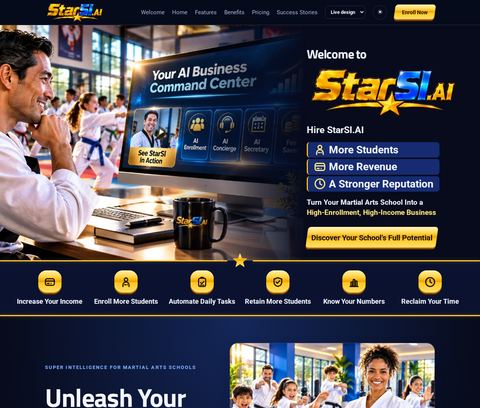 StarSI.AI
Welcome Home Features Benefits Pricing Success Stories Live design Enroll Now
Your AI Business
Command Center
See StarSI
In Action
AI
Enrollment
AI
Concierge
AI
Secretary
StarSI.AI
Welcome to
StarSI.AI
Hire StarSI.AI
More Students
More Revenue
A Stronger Reputation
Turn Your Martial Arts School Into a
High-Enrollment, High-Income Business
Discover Your School's Full Potential
Increase Your Income
Enroll More Students
Automate Daily Tasks
Retain More Students
Know Your Numbers
Reclaim Your Time
SUPER INTELLIGENCE FOR MARTIAL ARTS SCHOOLS
Unleash Your